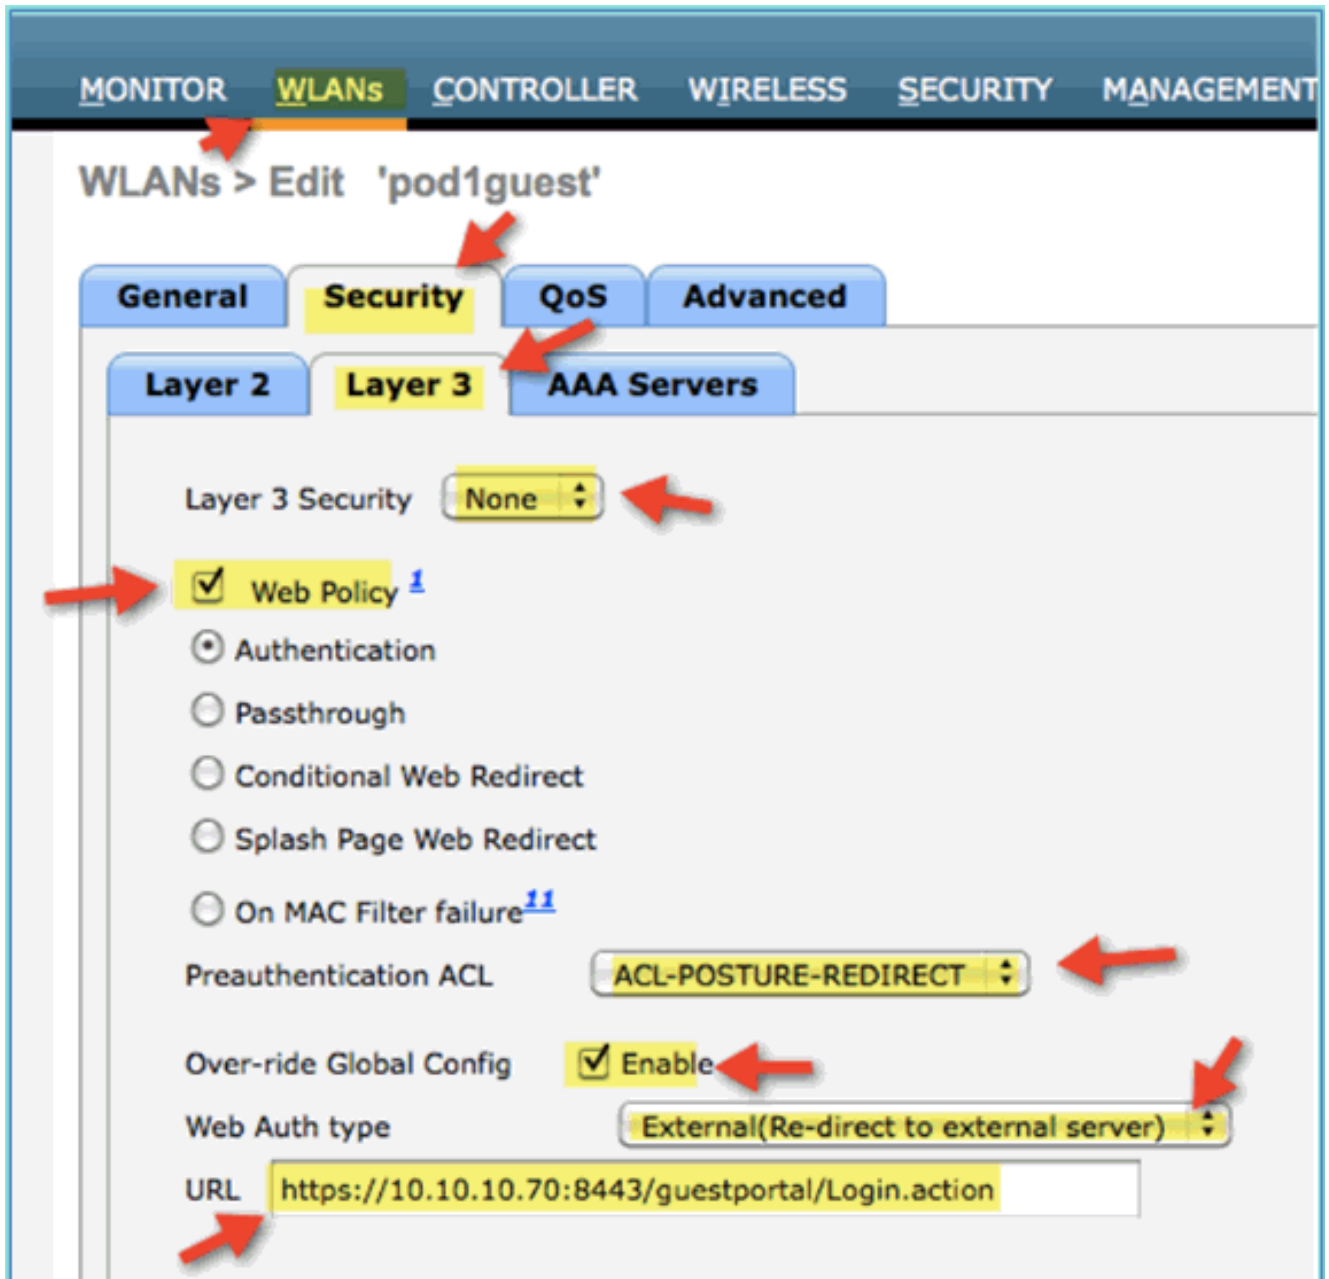 MONITOR WLANs CONTROLLER WIRELESS SECURITY MANAGEMENT
WLANs > Edit 'pod1guest'
General Security QoS Advanced
Layer 2 Layer 3 AAA Servers
Layer 3 Security None
Web Policy 1
Authentication
Passthrough
Conditional Web Redirect
Splash Page Web Redirect
On MAC Filter failure11
Preauthentication ACL ACL-POSTURE-REDIRECT
Over-ride Global Config Enable
Web Auth type External(Re-direct to external server)
URL https://10.10.10.70:8443/guestportal/Login.action